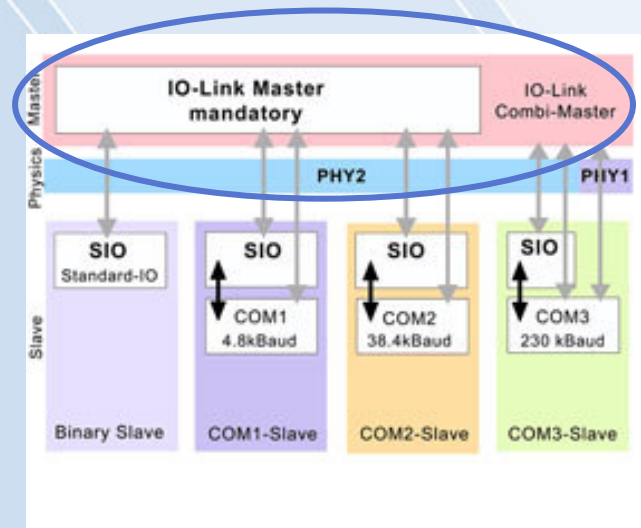 Master
IO-Link Master
mandatory
IO-Link
Combi-Master
Physics
PHY2
PHY1
Slave
SIO
Standard-IO
Binary Slave
SIO
COM1
4.8kBaud
COM1-Slave
SIO
COM2
38.4kBaud
COM2-Slave
SIO
COM3
230 kBaud
COM3-Slave